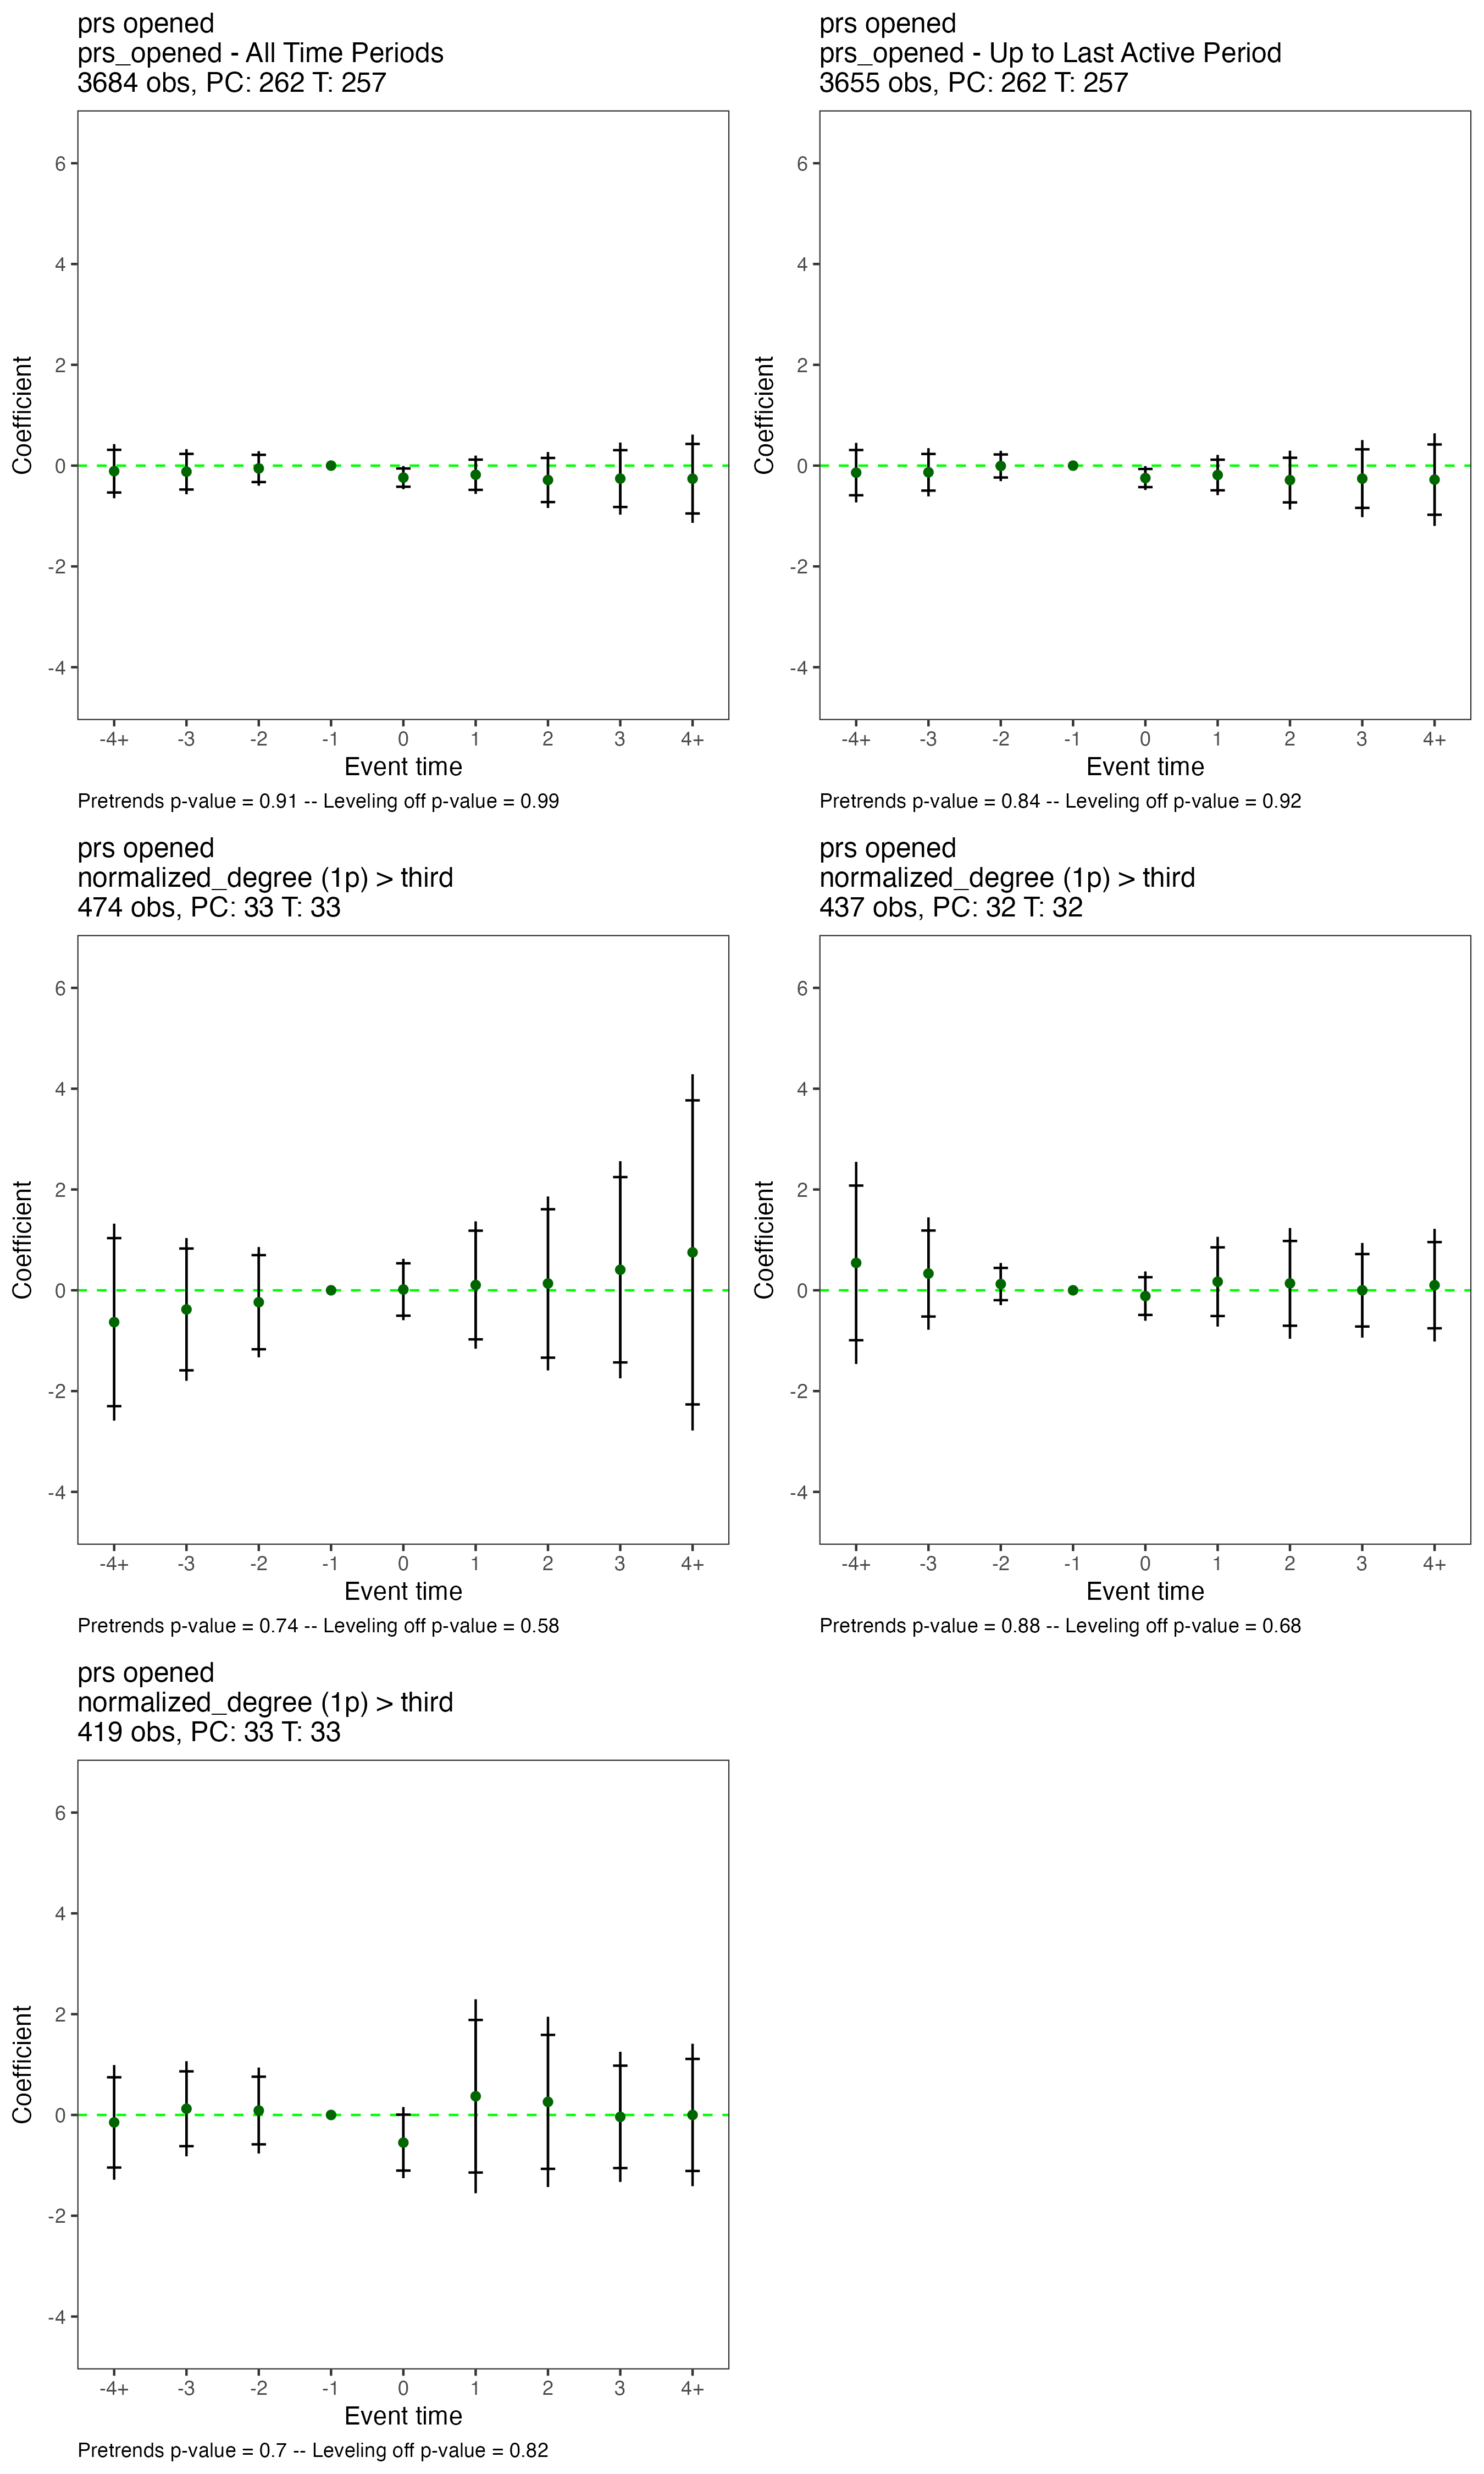 prs opened
prs_opened - All Time Periods
3684 obs, PC: 262 T: 257
6
4
2
0
-2
-4
Coefficient
-4+ -3 -2 -1 0 1 2 3 4+
Event time
Pretrends p-value = 0.91 -- Leveling off p-value = 0.99
prs opened
prs_opened - Up to Last Active Period
3655 obs, PC: 262 T: 257
6
4
2
0
-2
-4
Coefficient
-4+ -3 -2 -1 0 1 2 3 4+
Event time
Pretrends p-value = 0.84 -- Leveling off p-value = 0.92
prs opened
normalized_degree (1p) > third
474 obs, PC: 33 T: 33
6
4
2
0
-2
-4
Coefficient
-4+ -3 -2 -1 0 1 2 3 4+
Event time
Pretrends p-value = 0.74 -- Leveling off p-value = 0.58
prs opened
normalized_degree (1p) > third
437 obs, PC: 32 T: 32
6
4
2
0
-2
-4
Coefficient
-4+ -3 -2 -1 0 1 2 3 4+
Event time
Pretrends p-value = 0.88 -- Leveling off p-value = 0.68
prs opened
normalized_degree (1p) > third
419 obs, PC: 33 T: 33
6
4
2
0
-2
-4
Coefficient
-4+ -3 -2 -1 0 1 2 3 4+
Event time
Pretrends p-value = 0.7 -- Leveling off p-value = 0.82